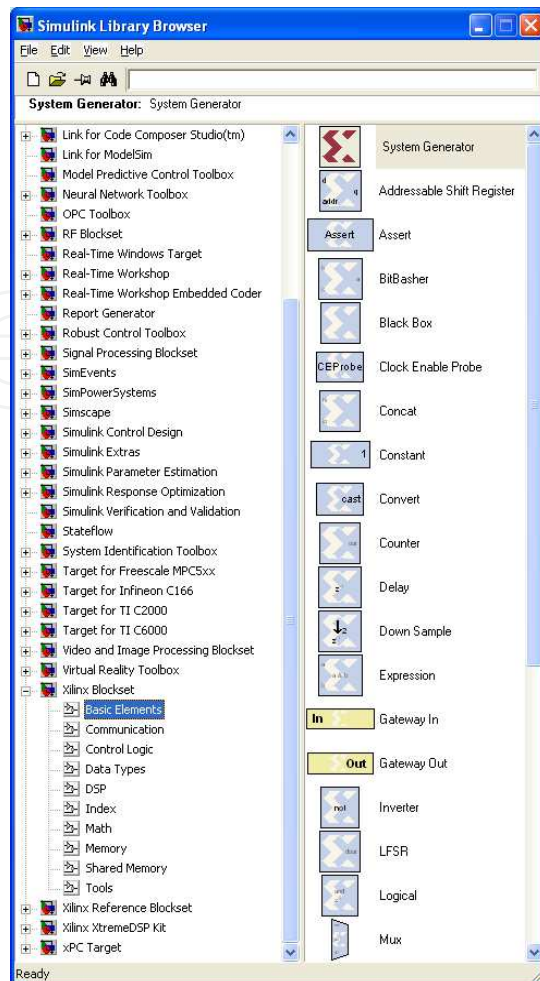 Simulink Library Browser
File Edit View Help
System Generator: System Generator
Link for Code Composer Studio(tm)
Link for ModelSim
Model Predictive Control Toolbox
Neural Network Toolbox
OPC Toolbox
RF Blockset
Real-Time Windows Target
Real-Time Workshop
Real-Time Workshop Embedded Coder
Report Generator
Robust Control Toolbox
Signal Processing Blockset
SimEvents
SimPowerSystems
Simscape
Simulink Control Design
Simulink Extras
Simulink Parameter Estimation
Simulink Response Optimization
Simulink Verification and Validation
Stateflow
System Identification Toolbox
Target for Freescale MPC5xx
Target for Infineon C166
Target for TI C2000
Target for TI C6000
Video and Image Processing Blockset
Virtual Reality Toolbox
Xilinx Blockset
Basic Elements
Communication
Control Logic
Data Types
DSP
Index
Math
Memory
Shared Memory
Tools
Xilinx Reference Blockset
Xilinx XtremeDSP Kit
xPC Target
System Generator
d
q
addr
Addressable Shift Register
Assert Assert
BitBasher
Black Box
CEProbe Clock Enable Probe
Concat
1 Constant
cast Convert
Counter
Delay
2
Down Sample
Expression
In Gateway In
Out Gateway Out
not Inverter
LFSR
Logical
Mux
Ready